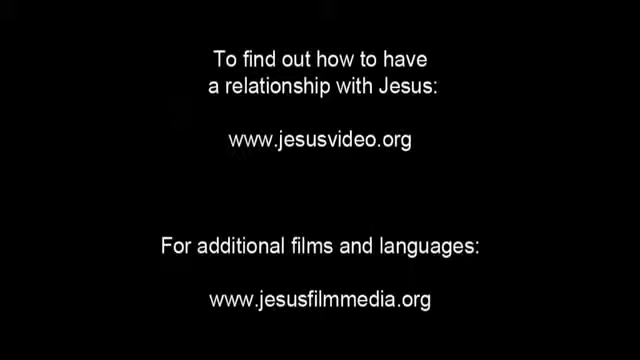 To find out how to have
a relationship with Jesus:
www.jesusvideo.org
For additional films and languages:
www.jesusfilmmedia.org